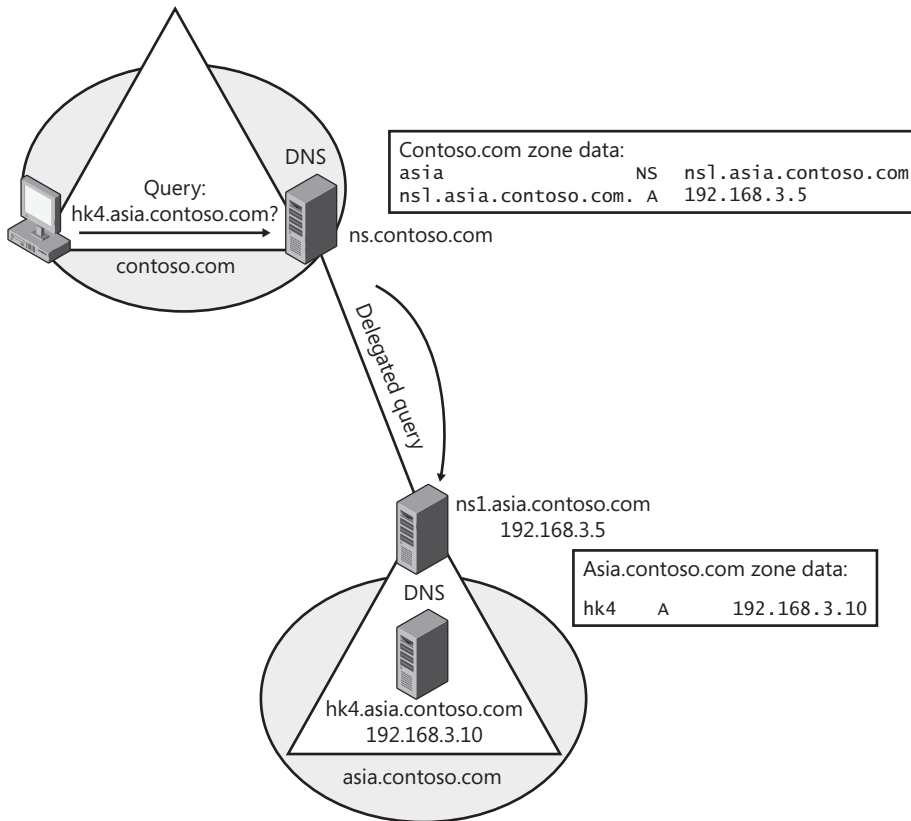 DNS
Query:
hk4.asia.contoso.com?
ns.contoso.com
contoso.com
Contoso.com zone data:
asia NS nsl.asia.contoso.com
nsl.asia.contoso.com. A 192.168.3.5
Delegated query
ns1.asia.contoso.com
192.168.3.5
Asia.contoso.com zone data:
hk4 A 192.168.3.10
DNS
hk4.asia.contoso.com
192.168.3.10
asia.contoso.com